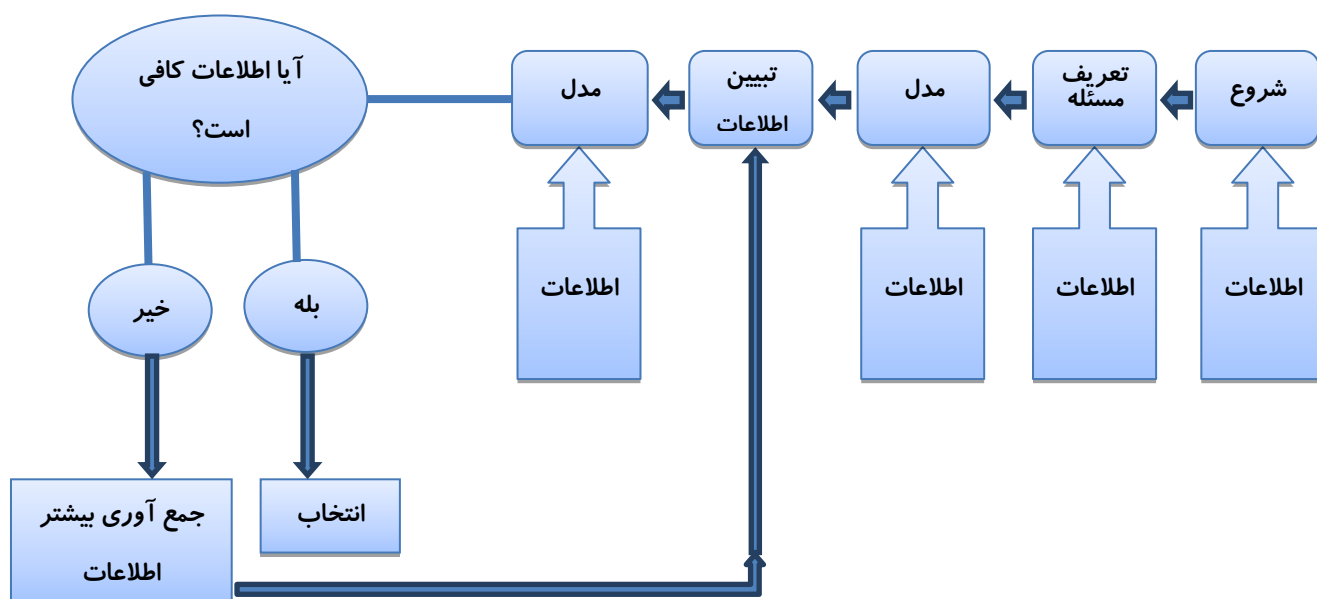 شروع
تعریف
مسئله
مدل
تبیین
اطلاعات
مدل
آیا اطلاعات کافی
است؟
اطلاعات
اطلاعات
اطلاعات
اطلاعات
بله
خیر
انتخاب
جمع آوری بیشتر
اطلاعات